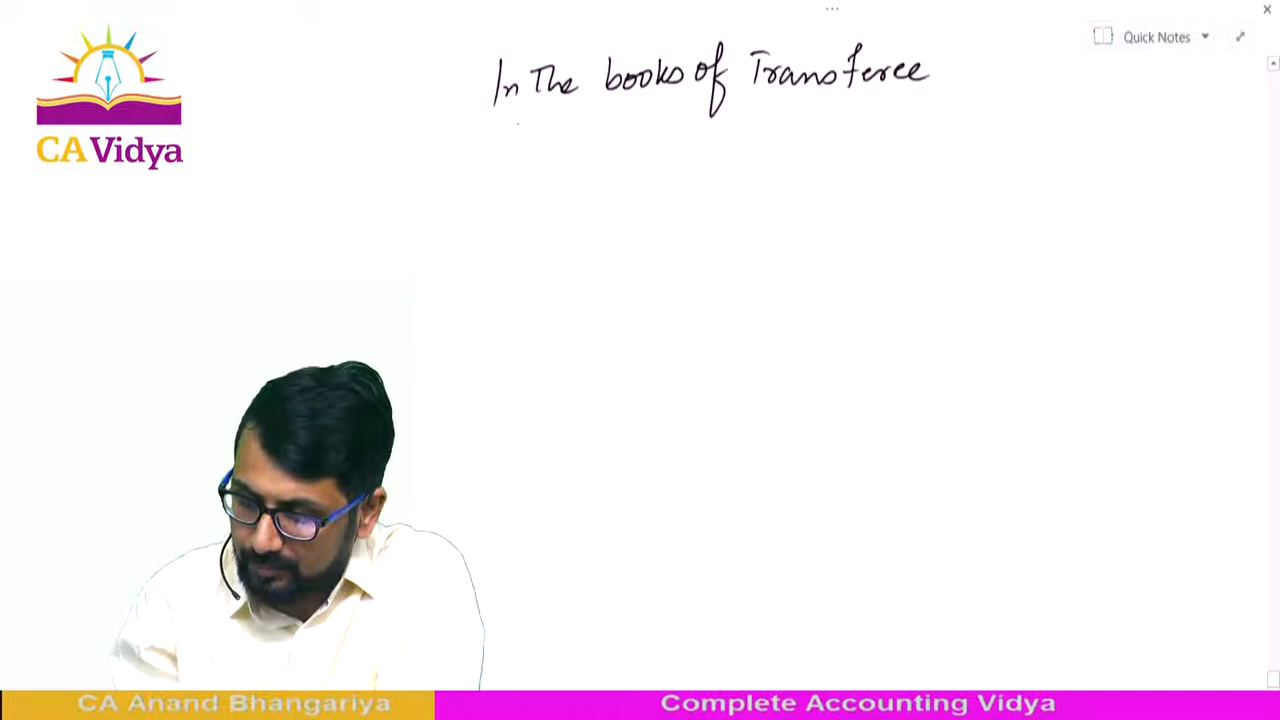 In The books of Transferee
Quick Notes
CA Vidya
CA Anand Bhangariya
Complete Accounting Vidya